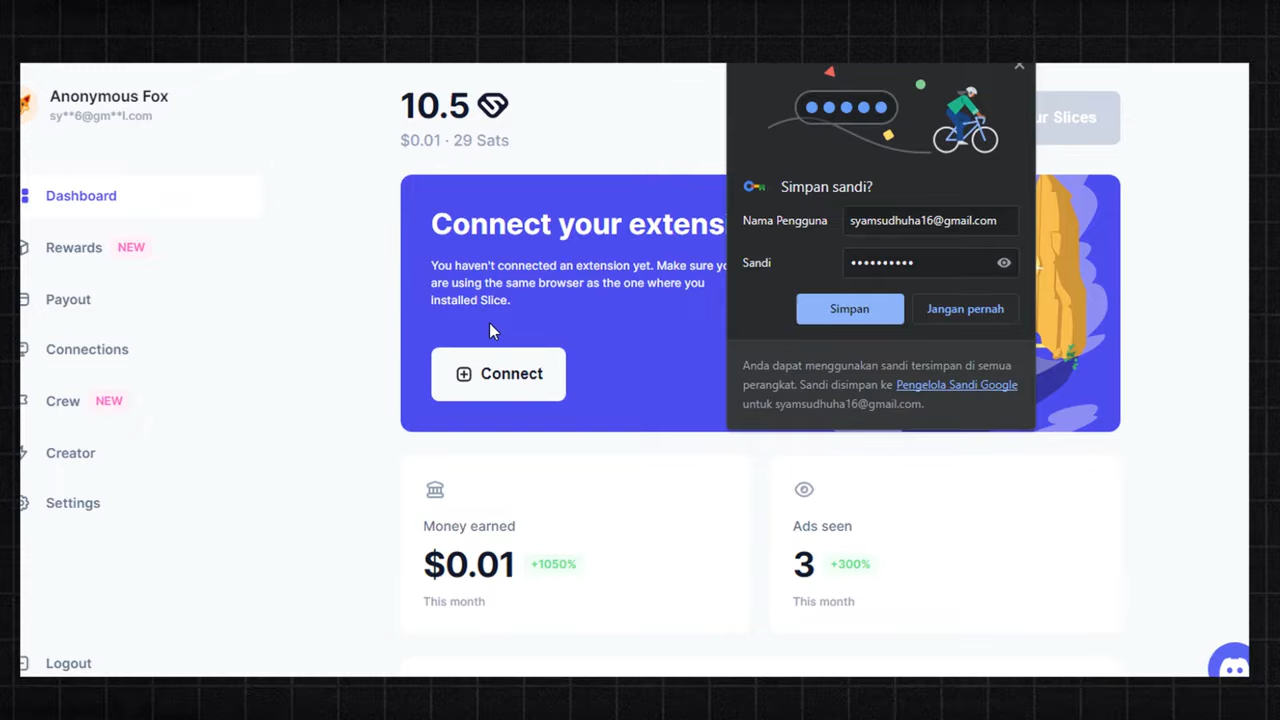 Anonymous Fox
sy**6@gm**l.com
Dashboard
Rewards NEW
Payout
Connections
Crew NEW
Creator
Settings
Logout
10.5
$0.01 · 29 Sats
ur Slices
Connect your extens
You haven't connected an extension yet. Make sure yo
are using the same browser as the one where you
installed Slice.
Connect
Simpan sandi?
Nama Pengguna syamsudhuha16@gmail.com
Sandi ••••••••••
Simpan Jangan pernah
Anda dapat menggunakan sandi tersimpan di semua
perangkat. Sandi disimpan ke Pengelola Sandi Google
untuk syamsudhuha16@gmail.com.
Money earned
$0.01 +1050%
This month
Ads seen
3 +300%
This month